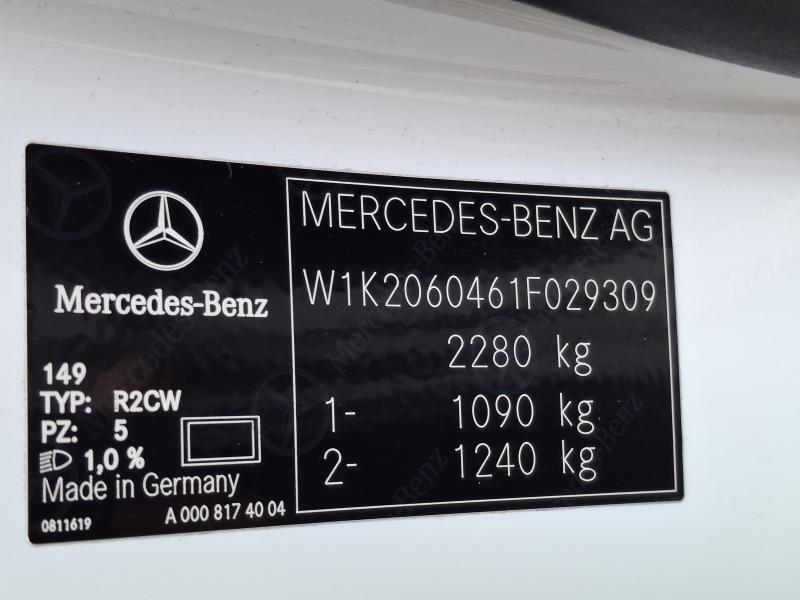 Mercedes-Benz
149
TYP: R2CW
PZ: 5
1,0 %
Made in Germany
0811619 A 000 817 40 04
MERCEDES-BENZ AG
W1K2060461F029309
2280 kg
1- 1090 kg
2- 1240 kg